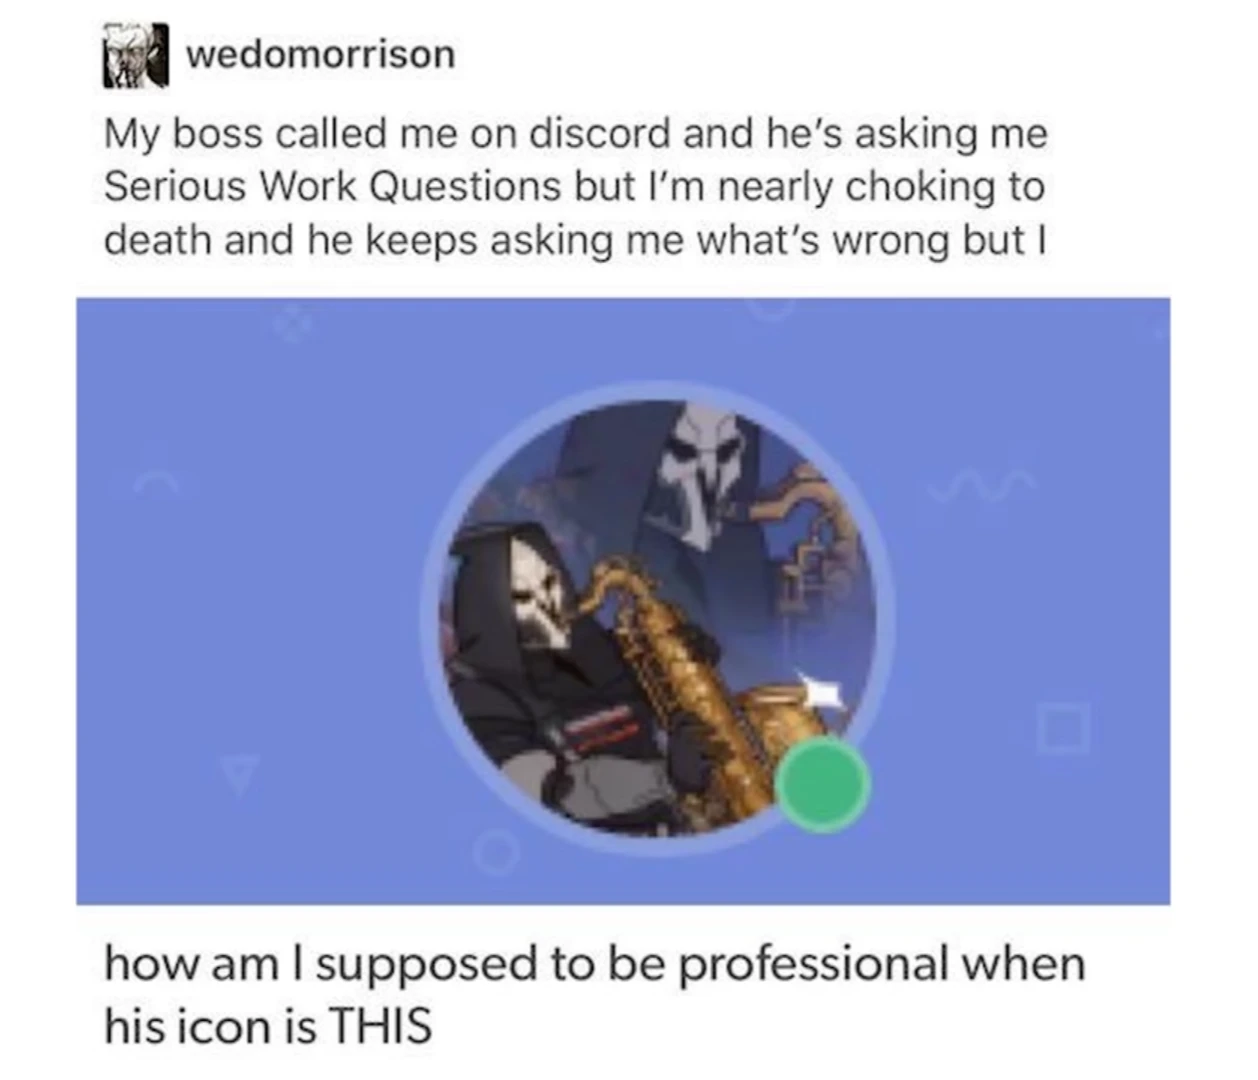 wedomorrison
My boss called me on discord and he's asking me
Serious Work Questions but I'm nearly choking to
death and he keeps asking me what's wrong but I
how am I supposed to be professional when
his icon is THIS